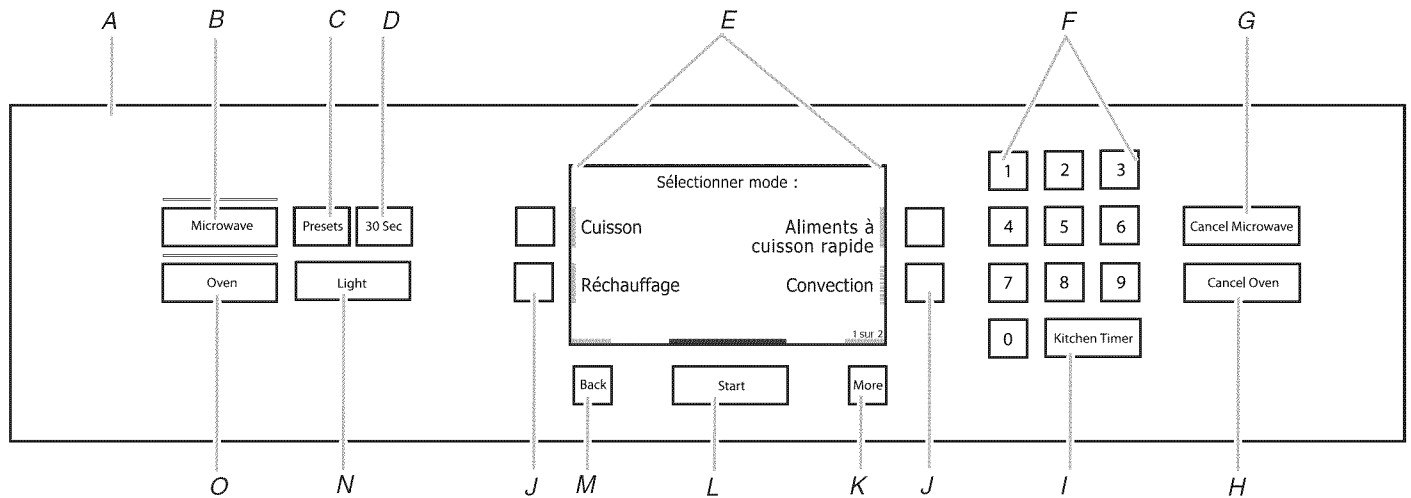 A B C D E F G
Sélectionner mode :
Microwave Presets 30 Sec
Oven Light
Cuisson Aliments à
cuisson rapide
Réchauffage Convection
1 sur 2
Back Start More
1 2 3
4 5 6
7 8 9
0 Kitchen Timer
Cancel Microwave
Cancel Oven
O N J M L K J I H